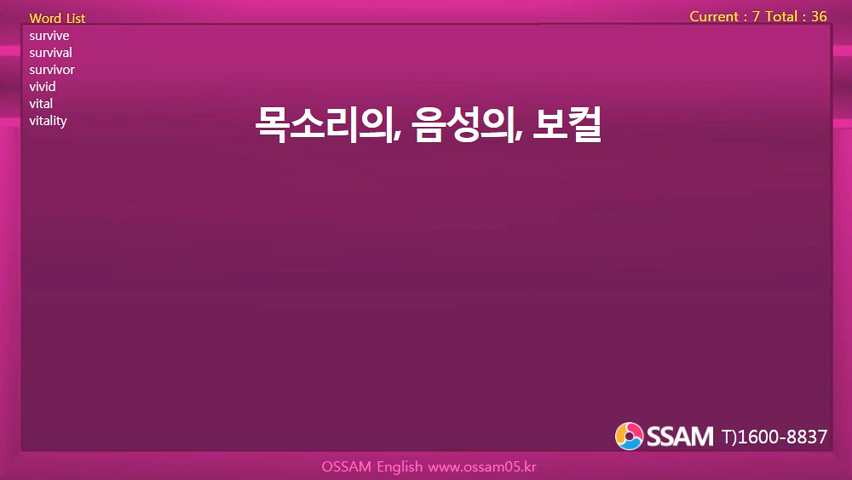 Word List
Current : 7 Total : 36
survive
survival
survivor
vivid
vital
vitality
목소리의, 음성의, 보컬
SSAM T)1600-8837
OSSAM English www.ossam05.kr